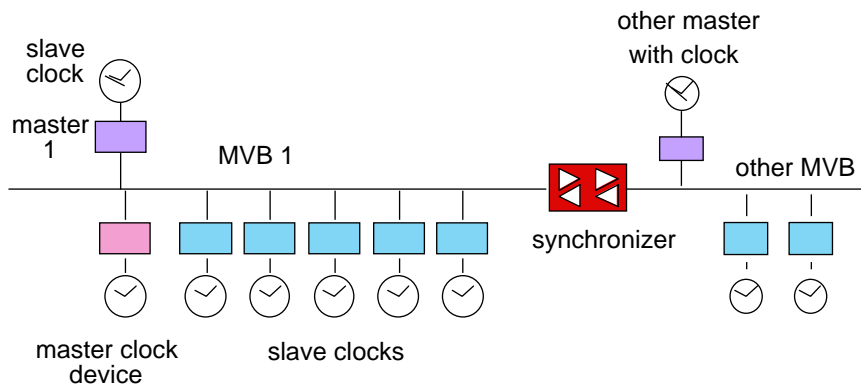 other master
with clock
slave
clock
master
1
MVB 1
other MVB
synchronizer
master clock
device
slave clocks